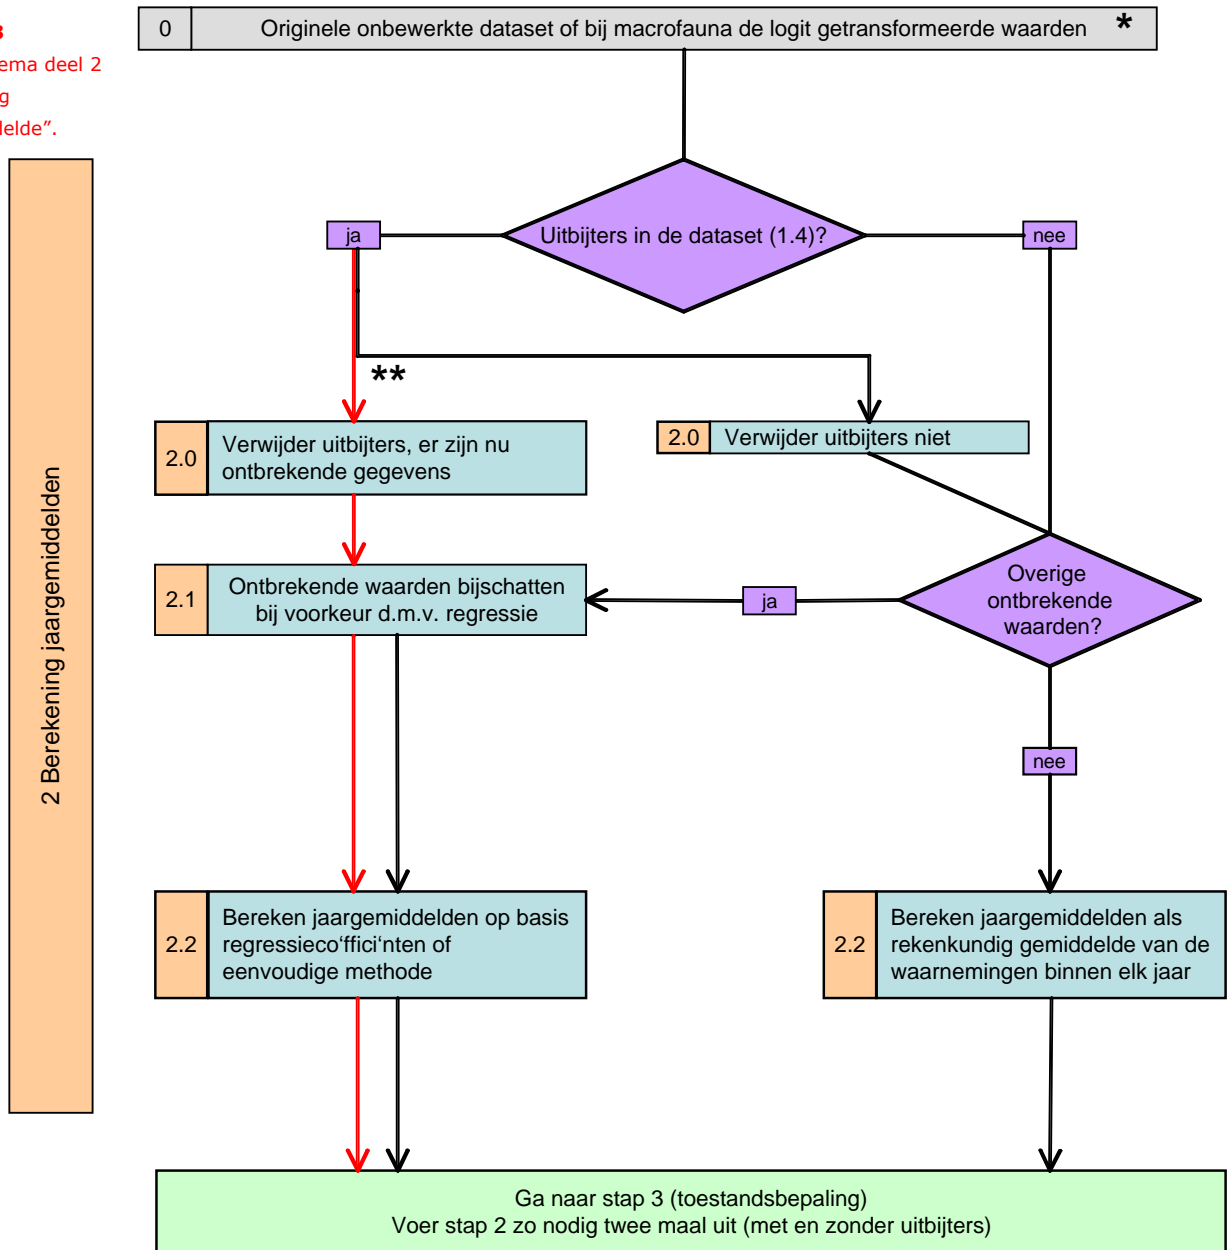 3
ema deel 2
g
elde”.
0 Originele onbewerkte dataset of bij macrofauna de logit getransformeerde waarden *
Uitbijters in de dataset (1.4)?
ja
nee
**
2.0 Verwijder uitbijters, er zijn nu
ontbrekende gegevens
2.0 Verwijder uitbijters niet
2.1 Ontbrekende waarden bijschatten
bij voorkeur d.m.v. regressie
ja
Overige
ontbrekende
waarden?
nee
2 Berekening jaargemiddelden
2.2 Bereken jaargemiddelden op basis
regressieco‘ffici‘nten of
eenvoudige methode
2.2 Bereken jaargemiddelden als
rekenkundig gemiddelde van de
waarnemingen binnen elk jaar
Ga naar stap 3 (toestandsbepaling)
Voer stap 2 zo nodig twee maal uit (met en zonder uitbijters)